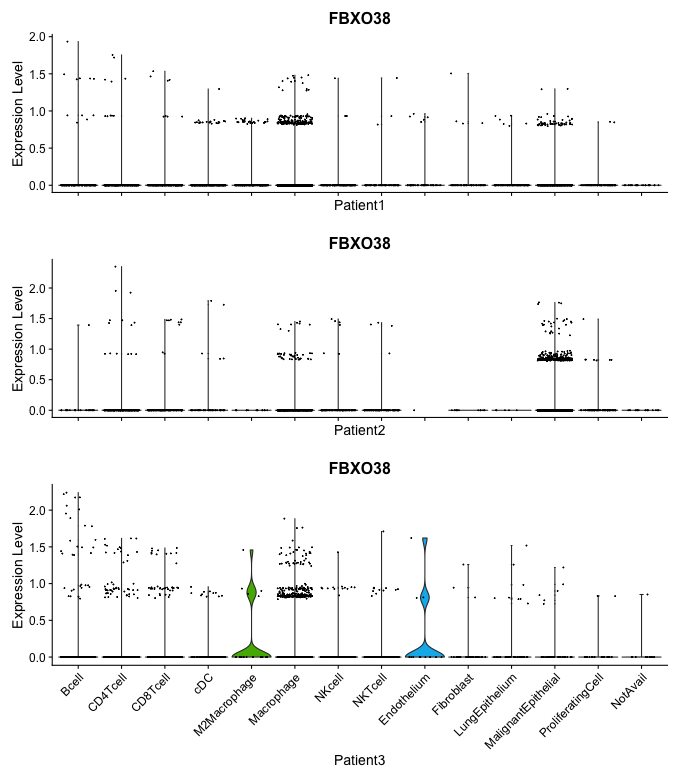 FBXO38
2.0
1.5
1.0
0.5
0.0
Expression Level
Patient1
FBXO38
2.0
1.5
1.0
0.5
0.0
Expression Level
Patient2
FBXO38
2.0
1.5
1.0
0.5
0.0
Expression Level
Bcell
CD4Tcell
CD8Tcell
cDC
M2Macrophage
Macrophage
NKcell
NKTcell
Endothelium
Fibroblast
LungEpithelium
MalignantEpithelial
ProliferatingCell
NotAvail
Patient3